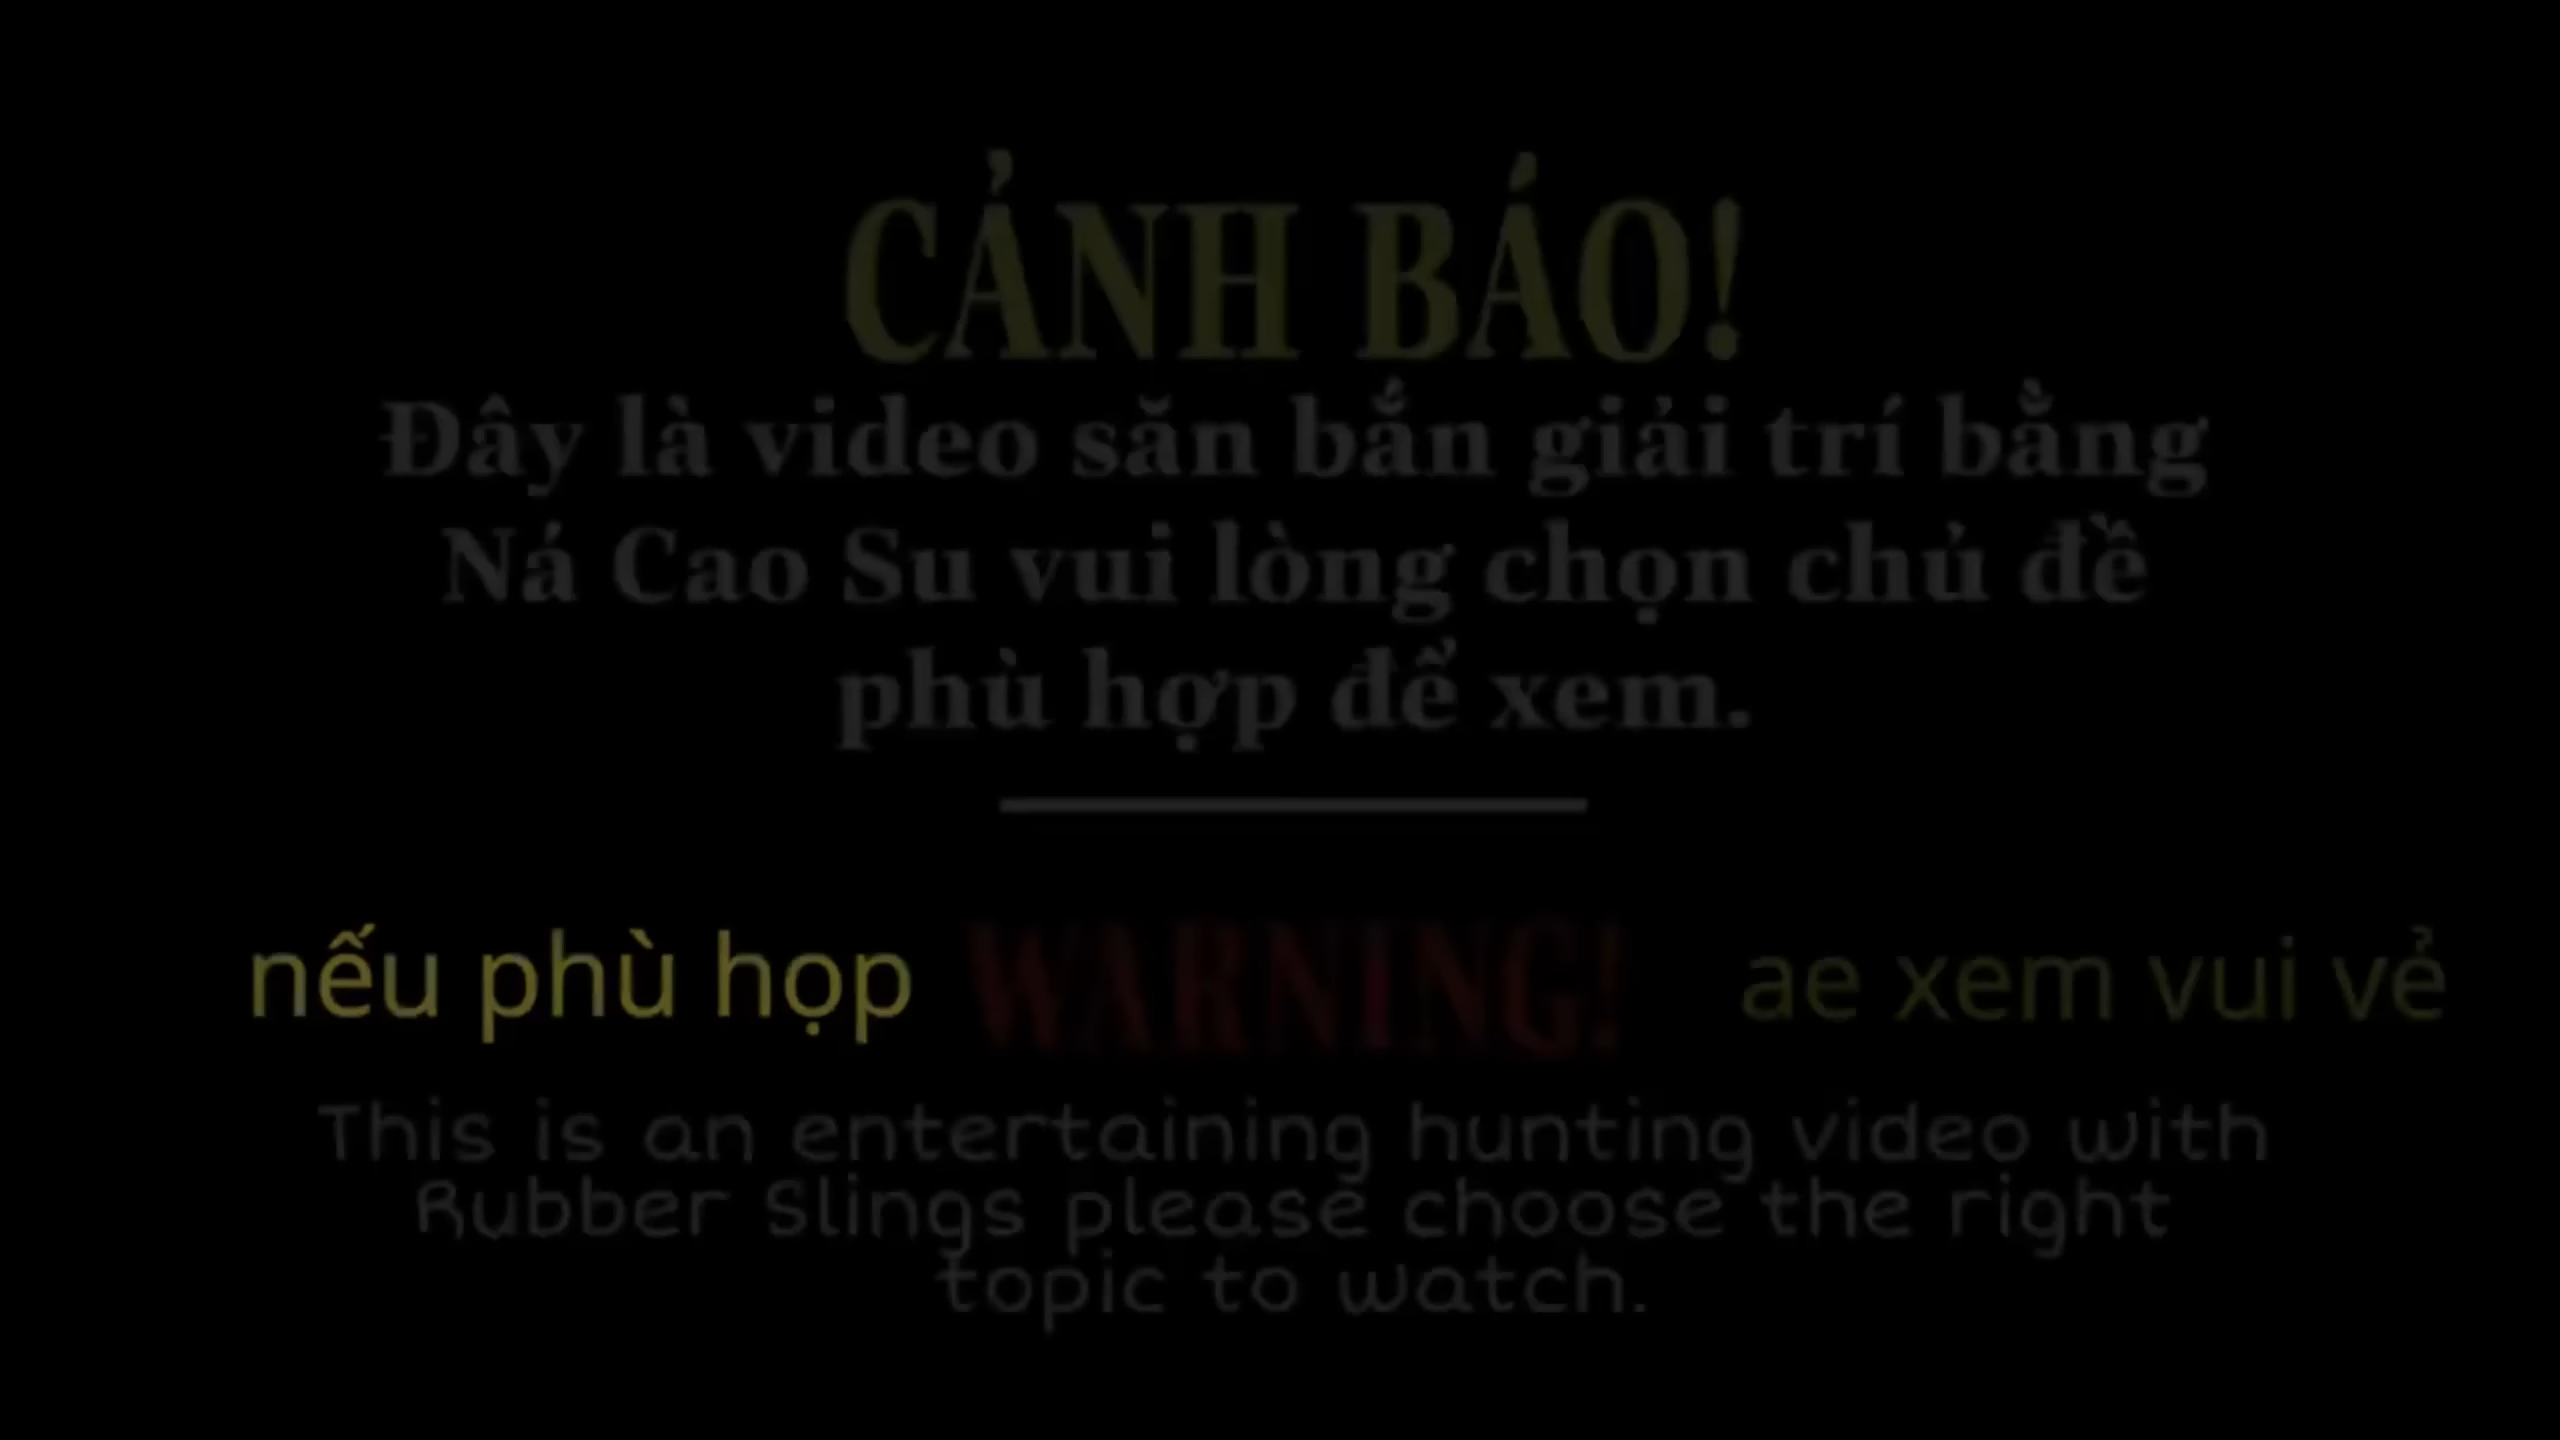 CẢNH BÁO!
Đây là video săn bắn giải trí bằng
Ná Cao Su vui lòng chọn chủ đề
phù hợp để xem.
nếu phù họp
WARNING!
ae xem vui vẻ
This is an entertaining hunting video with
Rubber Slings please choose the right
topic to watch.